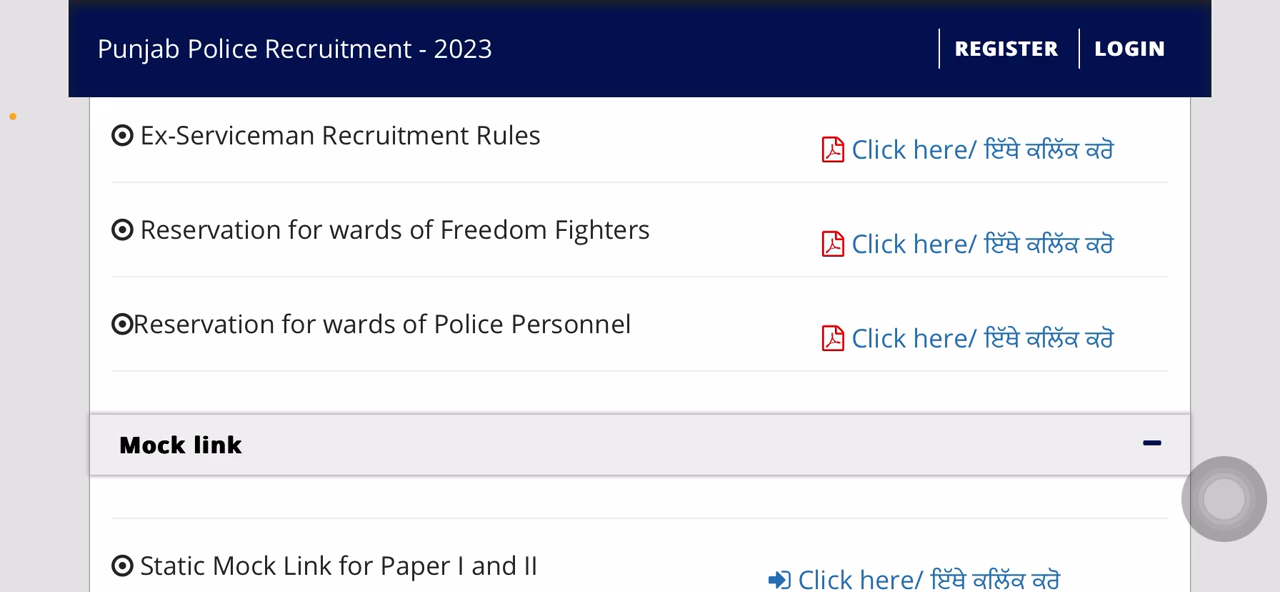 Punjab Police Recruitment - 2023 REGISTER LOGIN
Ex-Serviceman Recruitment Rules Click here/ ਇੱਥੇ ਕਲਿੱਕ ਕਰੋ
Reservation for wards of Freedom Fighters Click here/ ਇੱਥੇ ਕਲਿੱਕ ਕਰੋ
Reservation for wards of Police Personnel Click here/ ਇੱਥੇ ਕਲਿੱਕ ਕਰੋ
Mock link
Static Mock Link for Paper I and II Click here/ ਇੱਥੇ ਕਲਿੱਕ ਕਰੋ